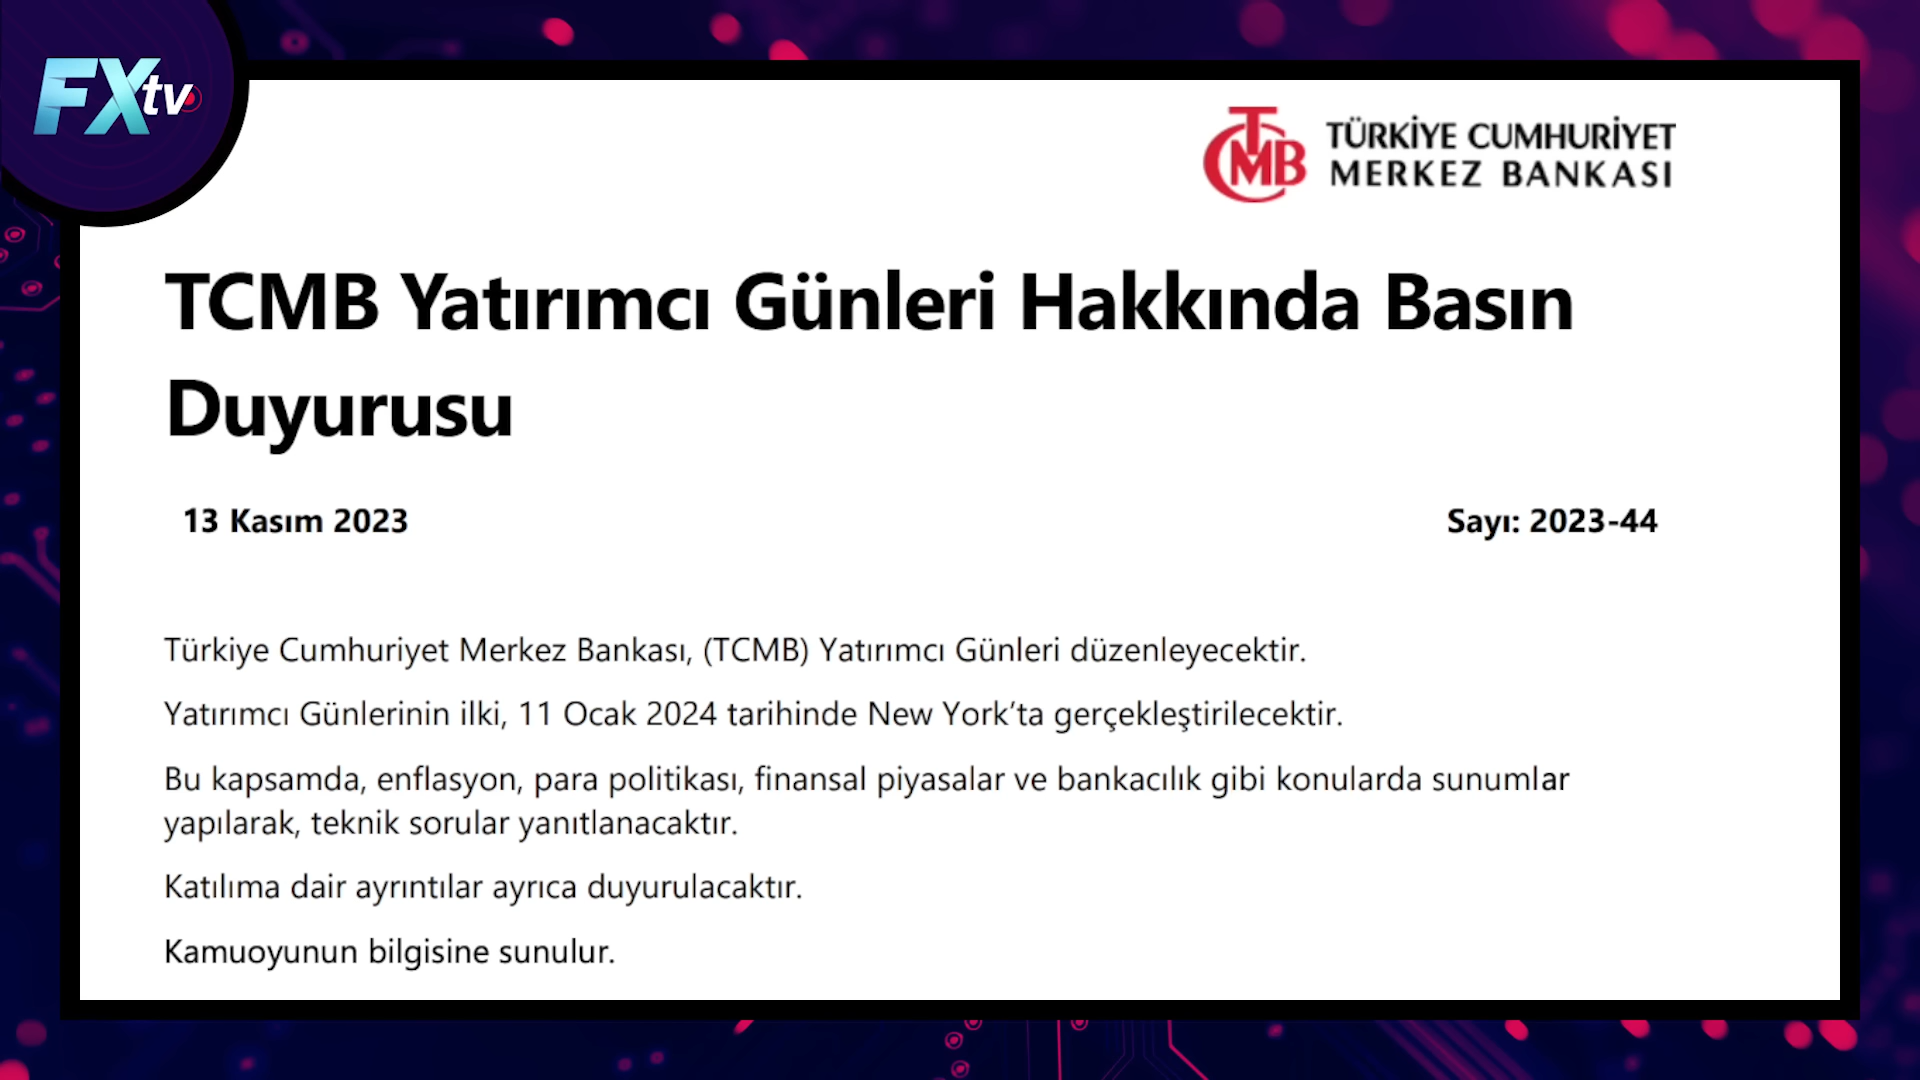 FXtv
TÜRKİYE CUMHURİYET
MERKEZ BANKASI
TCMB
TCMB Yatırımcı Günleri Hakkında Basın
Duyurusu
13 Kasım 2023
Sayı: 2023-44
Türkiye Cumhuriyet Merkez Bankası, (TCMB) Yatırımcı Günleri düzenleyecektir.
Yatırımcı Günlerinin ilki, 11 Ocak 2024 tarihinde New York’ta gerçekleştirilecektir.
Bu kapsamda, enflasyon, para politikası, finansal piyasalar ve bankacılık gibi konularda sunumlar
yapılarak, teknik sorular yanıtlanacaktır.
Katılıma dair ayrıntılar ayrıca duyurulacaktır.
Kamuoyunun bilgisine sunulur.